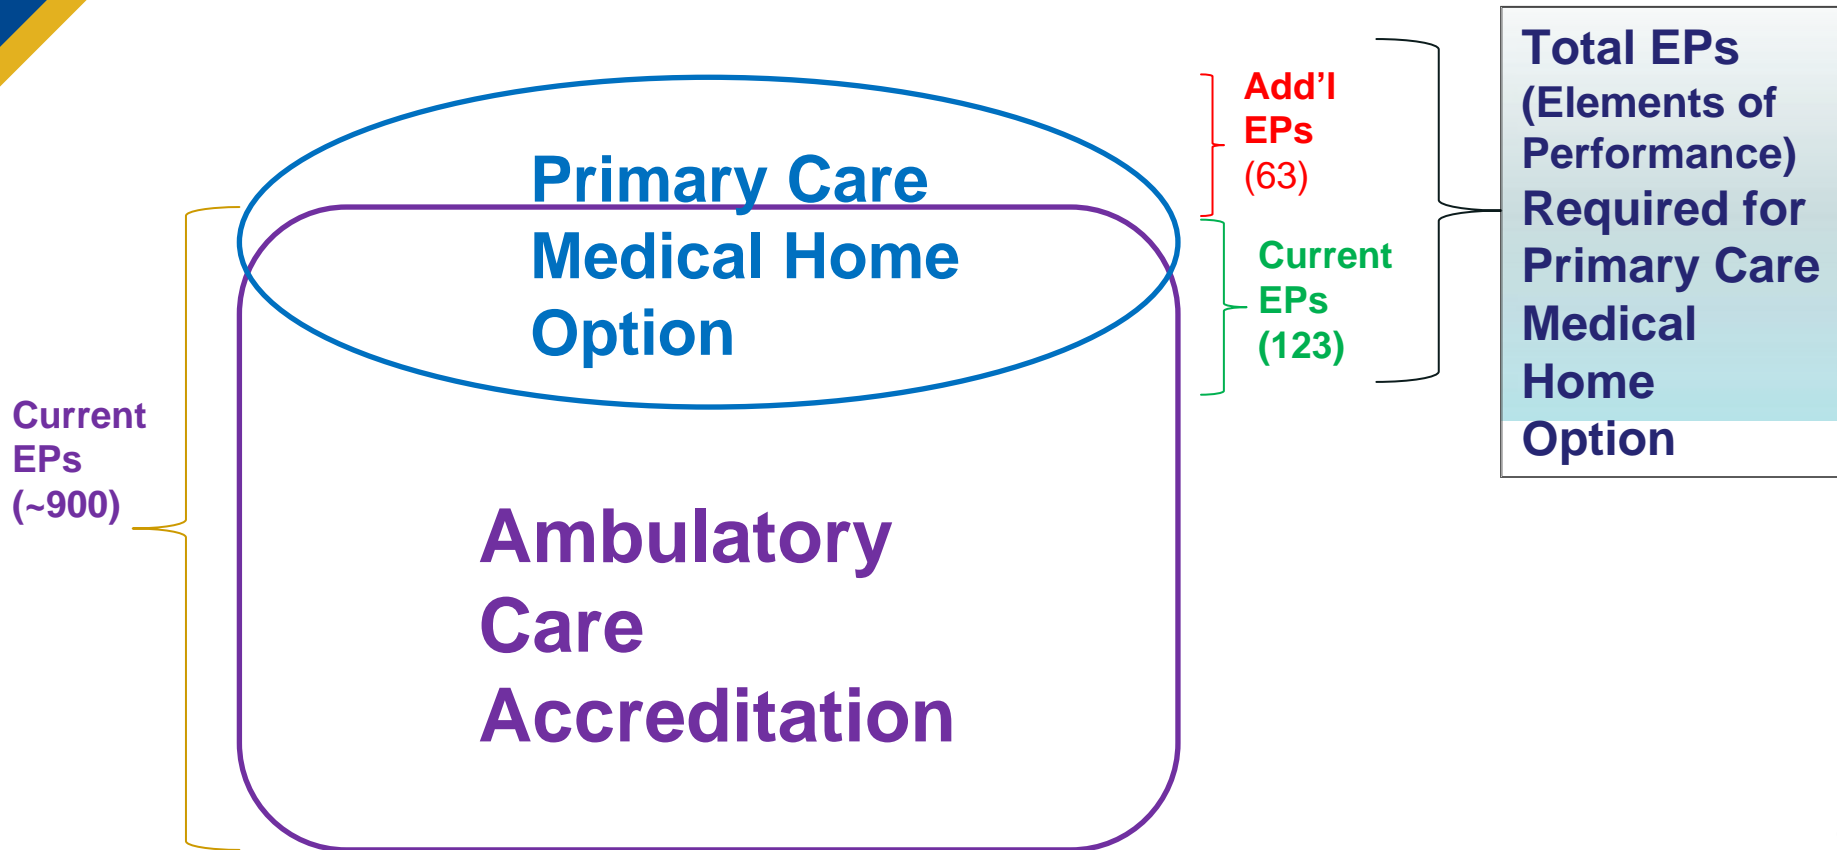 Primary Care
Medical Home
Option
Add’l
EPs
(63)
Current
EPs
(123)
Total EPs
(Elements of
Performance)
Required for
Primary Care
Medical
Home
Option
Current
EPs
(~900)
Ambulatory
Care
Accreditation